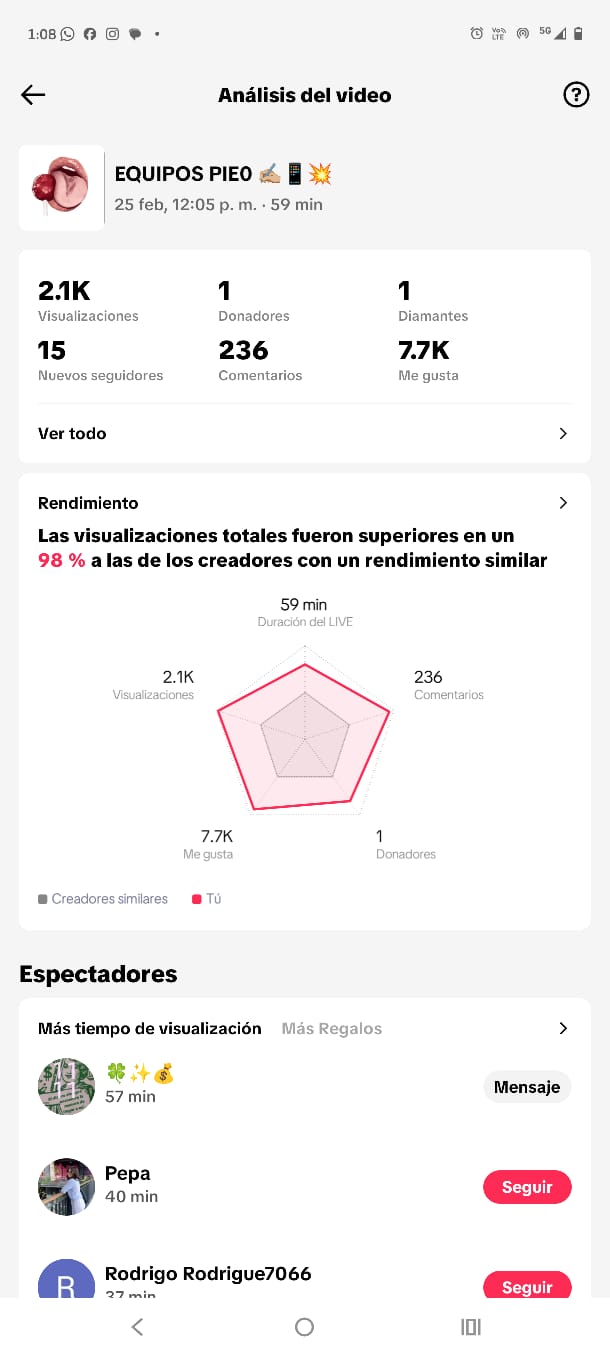 1:08
VoIP LTE 5G
Análisis del video
EQUIPOS PIE0 ✍🏼📱💥
25 feb, 12:05 p. m. · 59 min
2.1K 1 1
Visualizaciones Donadores Diamantes
15 236 7.7K
Nuevos seguidores Comentarios Me gusta
Ver todo
Rendimiento
Las visualizaciones totales fueron superiores en un
98 % a las de los creadores con un rendimiento similar
59 min
Duración del LIVE
2.1K 236
Visualizaciones Comentarios
7.7K 1
Me gusta Donadores
Creadores similares Tú
Espectadores
Más tiempo de visualización Más Regalos
🍀✨💰
57 min
Mensaje
Pepa
40 min
Seguir
R
Rodrigo Rodrigue7066
37 min
Seguir